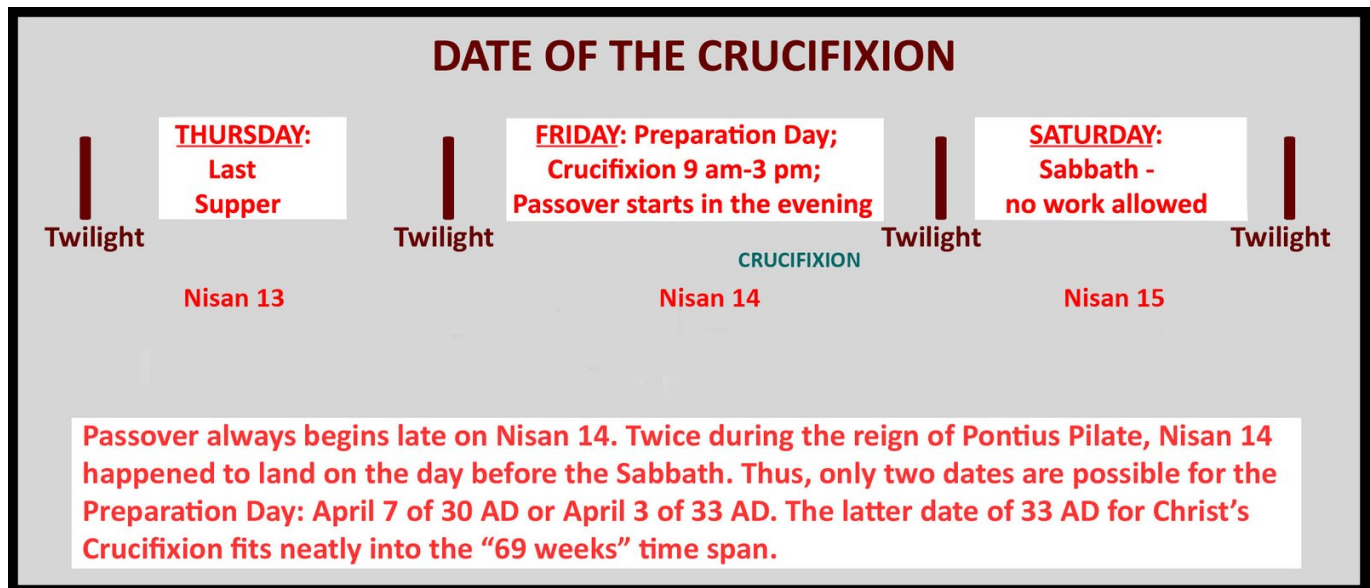 DATE OF THE CRUCIFIXION
THURSDAY:
Last
Supper
FRIDAY: Preparation Day;
Crucifixion 9 am-3 pm;
Passover starts in the evening
SATURDAY:
Sabbath -
no work allowed
Twilight
Twilight
Twilight
Twilight
CRUCIFIXION
Nisan 13
Nisan 14
Nisan 15
Passover always begins late on Nisan 14. Twice during the reign of Pontius Pilate, Nisan 14
happened to land on the day before the Sabbath. Thus, only two dates are possible for the
Preparation Day: April 7 of 30 AD or April 3 of 33 AD. The latter date of 33 AD for Christ’s
Crucifixion fits neatly into the “69 weeks” time span.